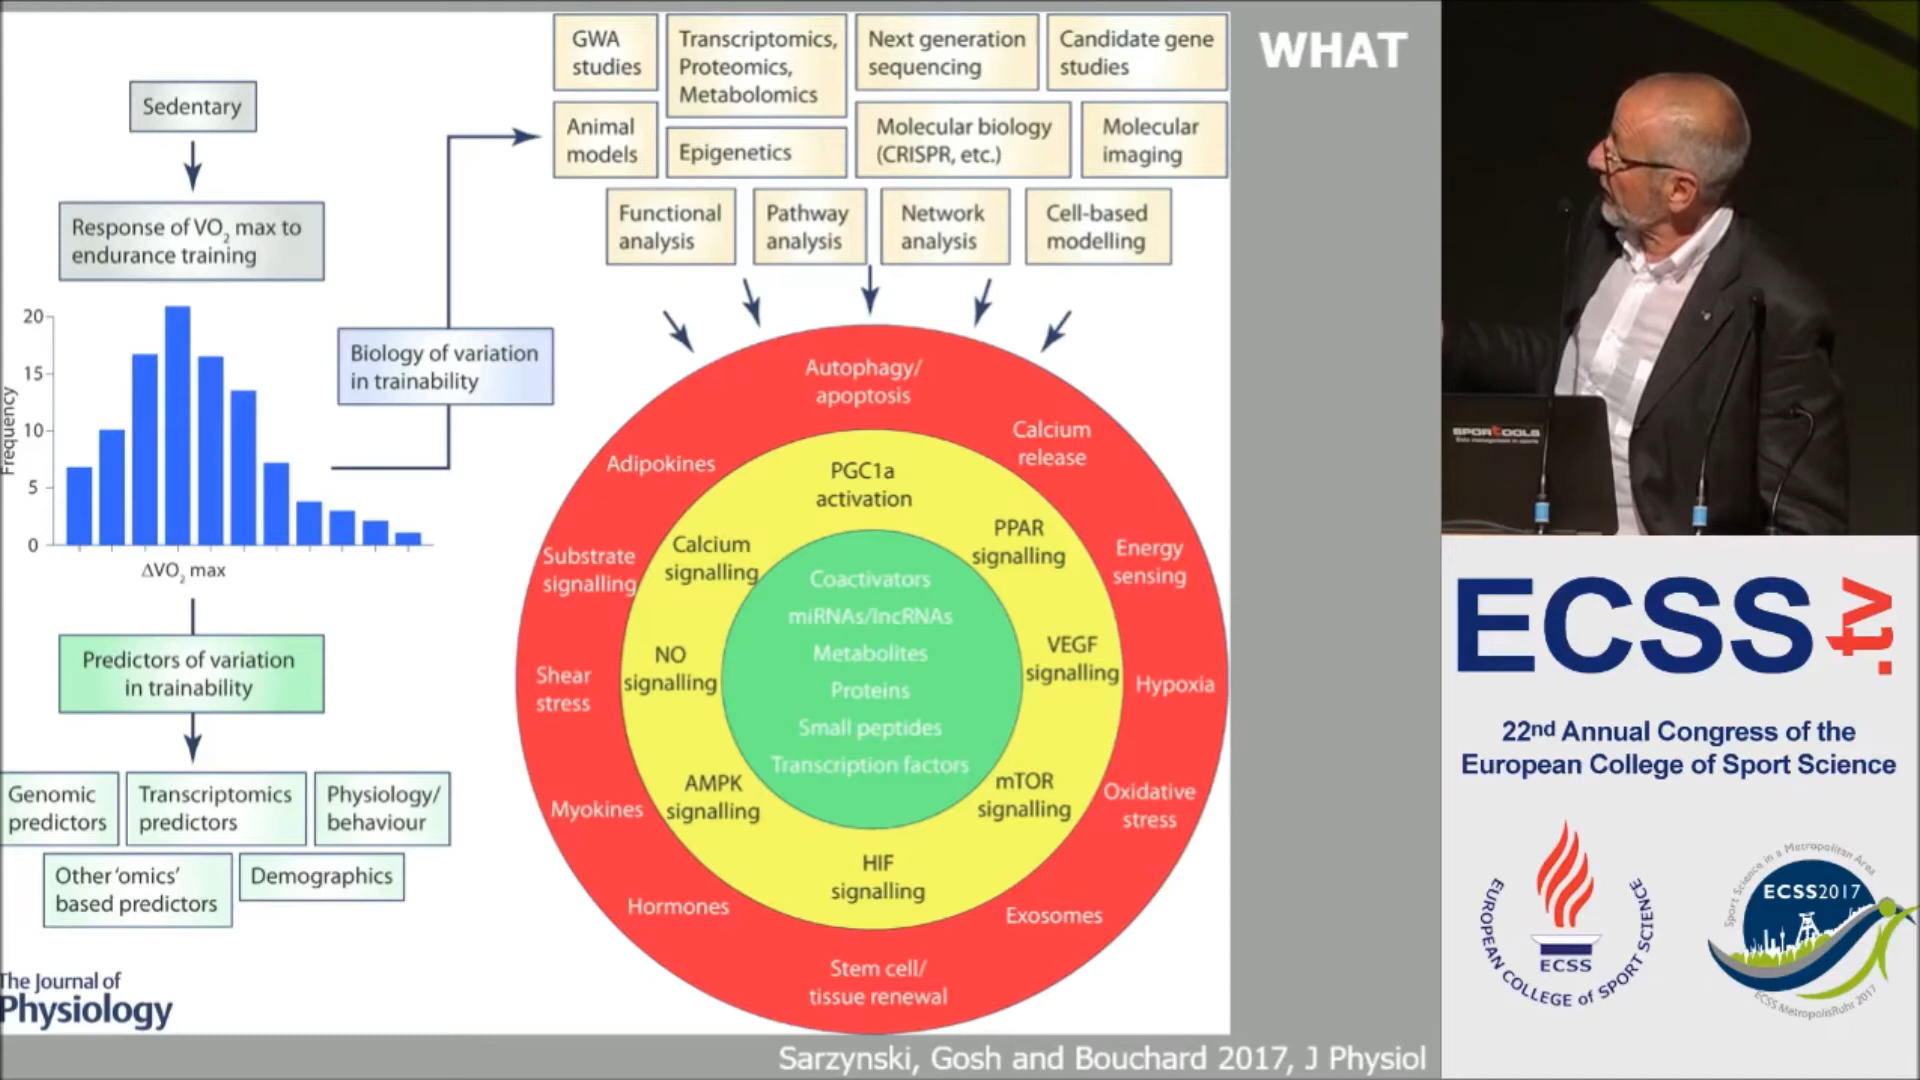 WHAT
Sedentary
Response of VO2 max to
endurance training
20
15
10
5
0
Frequency
ΔVO2 max
Biology of variation
in trainability
Predictors of variation
in trainability
Genomic
predictors
Transcriptomics
predictors
Physiology/
behaviour
Other ‘omics’
based predictors
Demographics
The Journal of
Physiology
GWA
studies
Transcriptomics,
Proteomics,
Metabolomics
Next generation
sequencing
Candidate gene
studies
Animal
models
Epigenetics
Molecular biology
(CRISPR, etc.)
Molecular
imaging
Functional
analysis
Pathway
analysis
Network
analysis
Cell-based
modelling
Autophagy/
apoptosis
Calcium
release
Energy
sensing
Hypoxia
Oxidative
stress
Exosomes
Stem cell/
tissue renewal
Hormones
Myokines
Shear
stress
Substrate
signalling
Adipokines
PGC1a
activation
PPAR
signalling
VEGF
signalling
mTOR
signalling
HIF
signalling
AMPK
signalling
NO
signalling
Calcium
signalling
Coactivators
miRNAs/lncRNAs
Metabolites
Proteins
Small peptides
Transcription factors
Sarzynski, Gosh and Bouchard 2017, J Physiol
SPORTOOLS
Data management in sports
ECSS.tv
22nd Annual Congress of the
European College of Sport Science
EUROPEAN COLLEGE of SPORT SCIENCE
ECSS
Sport Science in a Metropolitan Area
ECSS2017
ECSS MetropolisRuhr 2017